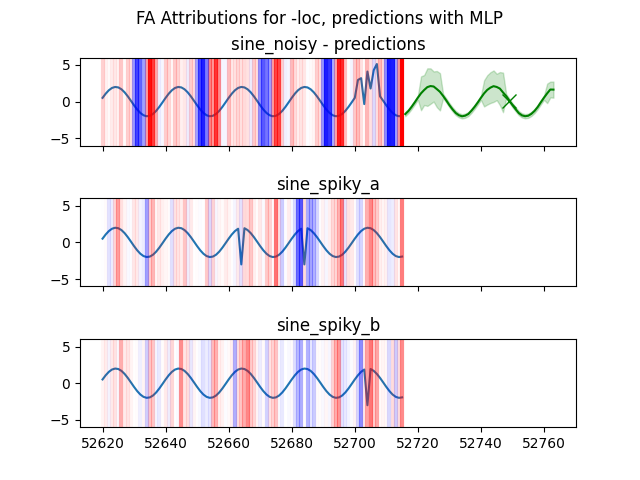 FA Attributions for -loc, predictions with MLP
sine_noisy - predictions
5
0
−5
sine_spiky_a
5
0
−5
sine_spiky_b
5
0
−5
52620 52640 52660 52680 52700 52720 52740 52760